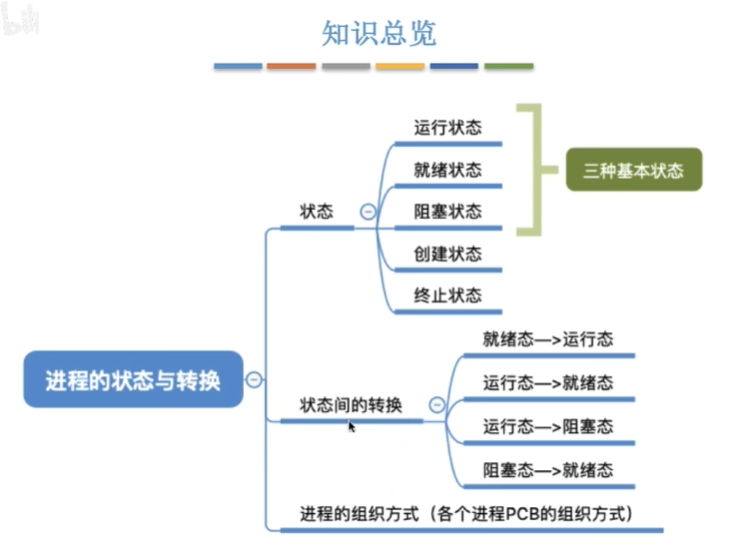 知识总览
运行状态
就绪状态
三种基本状态
状态
阻塞状态
创建状态
终止状态
就绪态—>运行态
进程的状态与转换
运行态—>就绪态
状态间的转换
运行态—>阻塞态
阻塞态—>就绪态
进程的组织方式（各个进程PCB的组织方式）